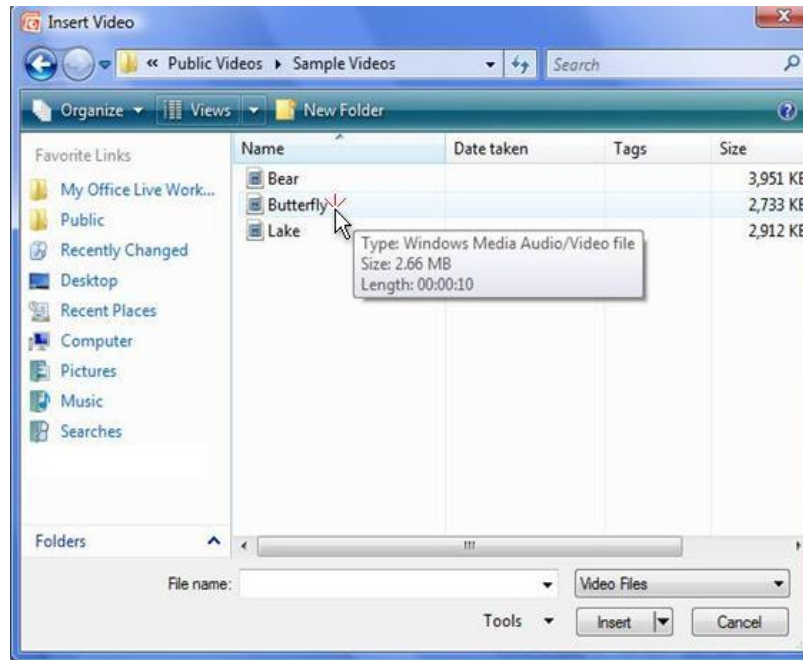 Insert Video
« Public Videos ▸ Sample Videos
Search
Organize
Views
New Folder
Favorite Links
My Office Live Work...
Public
Recently Changed
Desktop
Recent Places
Computer
Pictures
Music
Searches
Folders
Name Date taken Tags Size
Bear 3,951 KB
Butterfly 2,733 KB
Lake 2,912 KB
Type: Windows Media Audio/Video file
Size: 2.66 MB
Length: 00:00:10
File name:
Video Files
Tools Insert Cancel